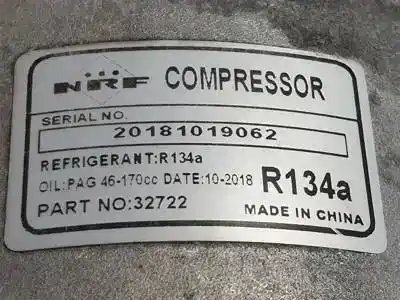 NRF COMPRESSOR
SERIAL NO.
20181019062
REFRIGERANT:R134a
OIL:PAG 46-170cc DATE:10-2018 R134a
PART NO:32722 MADE IN CHINA